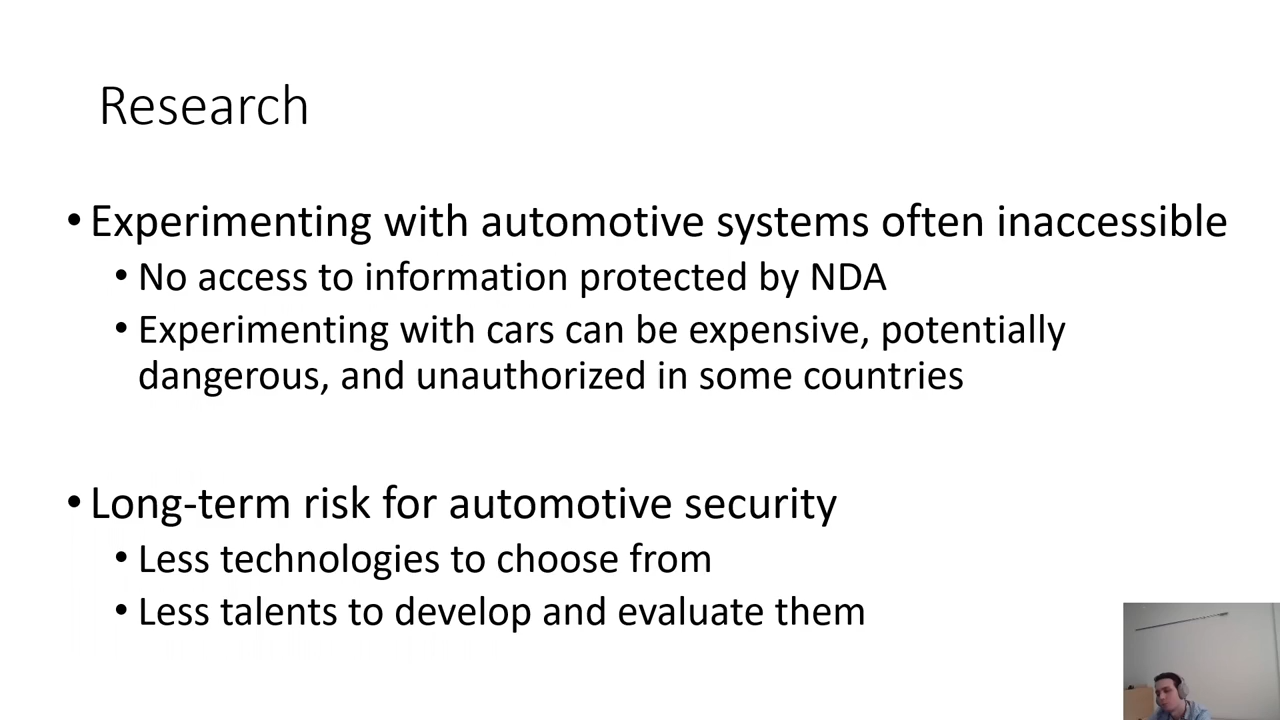 Research
• Experimenting with automotive systems often inaccessible
• No access to information protected by NDA
• Experimenting with cars can be expensive, potentially
dangerous, and unauthorized in some countries
• Long-term risk for automotive security
• Less technologies to choose from
• Less talents to develop and evaluate them